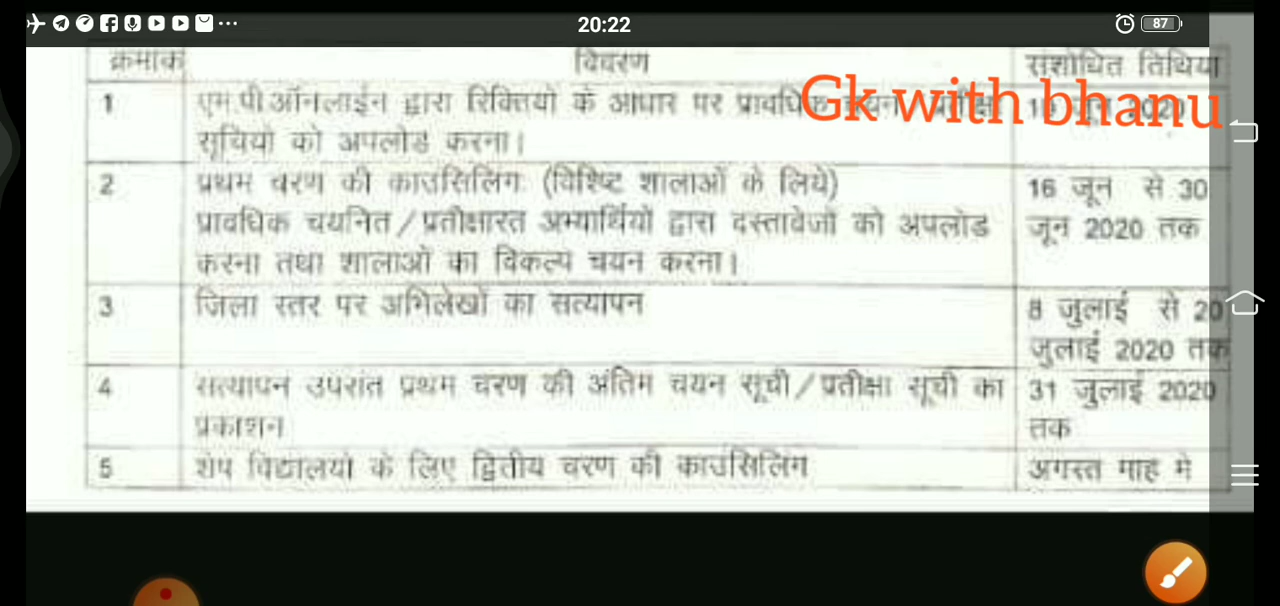 20:22
87
क्रमांक विवरण संशोधित तिथियां
Gk with bhanu
1 एम.पी.ऑनलाईन द्वारा रिक्तियों के आधार पर प्रावधिक चयन
सूचियों को अपलोड करना। जून 2020
2 प्रथम चरण की काउंसिलिंग (विशिष्ट शालाओं के लिये) 16 जून से 30
प्रावधिक चयनित/प्रतीक्षारत अभ्यार्थियों द्वारा दस्तावेजों को अपलोड जून 2020 तक
करना तथा शालाओं का विकल्प चयन करना।
3 जिला स्तर पर अभिलेखों का सत्यापन 8 जुलाई से 20
जुलाई 2020 तक
4 सत्यापन उपरांत प्रथम चरण की अंतिम चयन सूची/प्रतीक्षा सूची का 31 जुलाई 2020
प्रकाशन तक
5 शेष विद्यालयों के लिए द्वितीय चरण की काउंसिलिंग अगस्त माह में